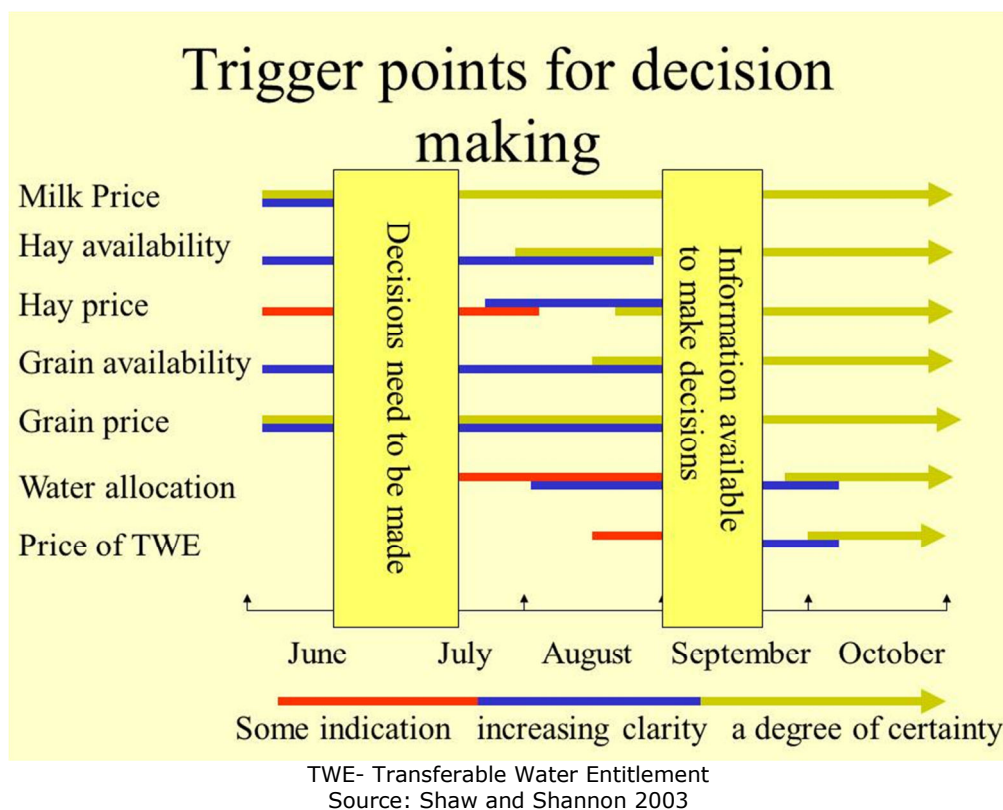 Trigger points for decision
making
Milk Price
Hay availability
Hay price
Grain availability
Grain price
Water allocation
Price of TWE
Decisions need to be made
Information available
to make decisions
June July August September October
Some indication increasing clarity a degree of certainty
TWE- Transferable Water Entitlement
Source: Shaw and Shannon 2003